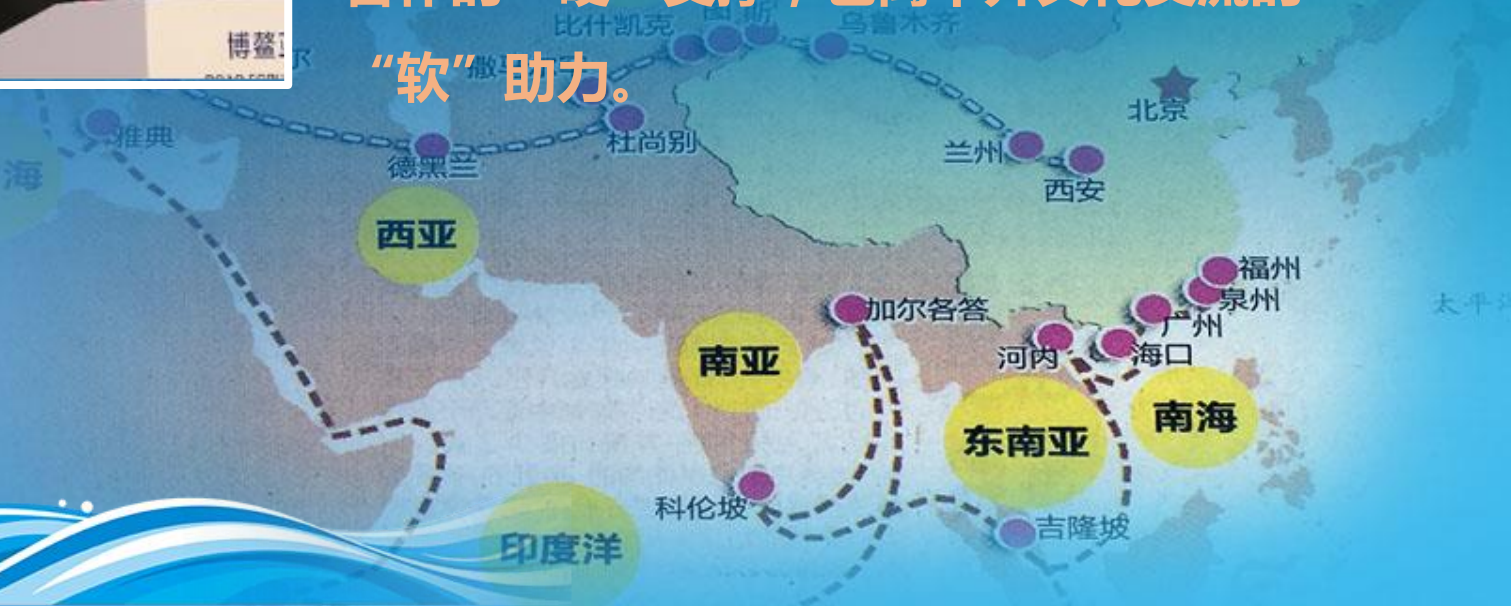 “软”助力。
比什凯克
乌鲁木齐
博鳌
北京
雅典
杜尚别
德黑兰
兰州
西安
海
西亚
福州
泉州
广州
加尔各答
海口
河内
南亚
南海
东南亚
科伦坡
吉隆坡
印度洋
太平